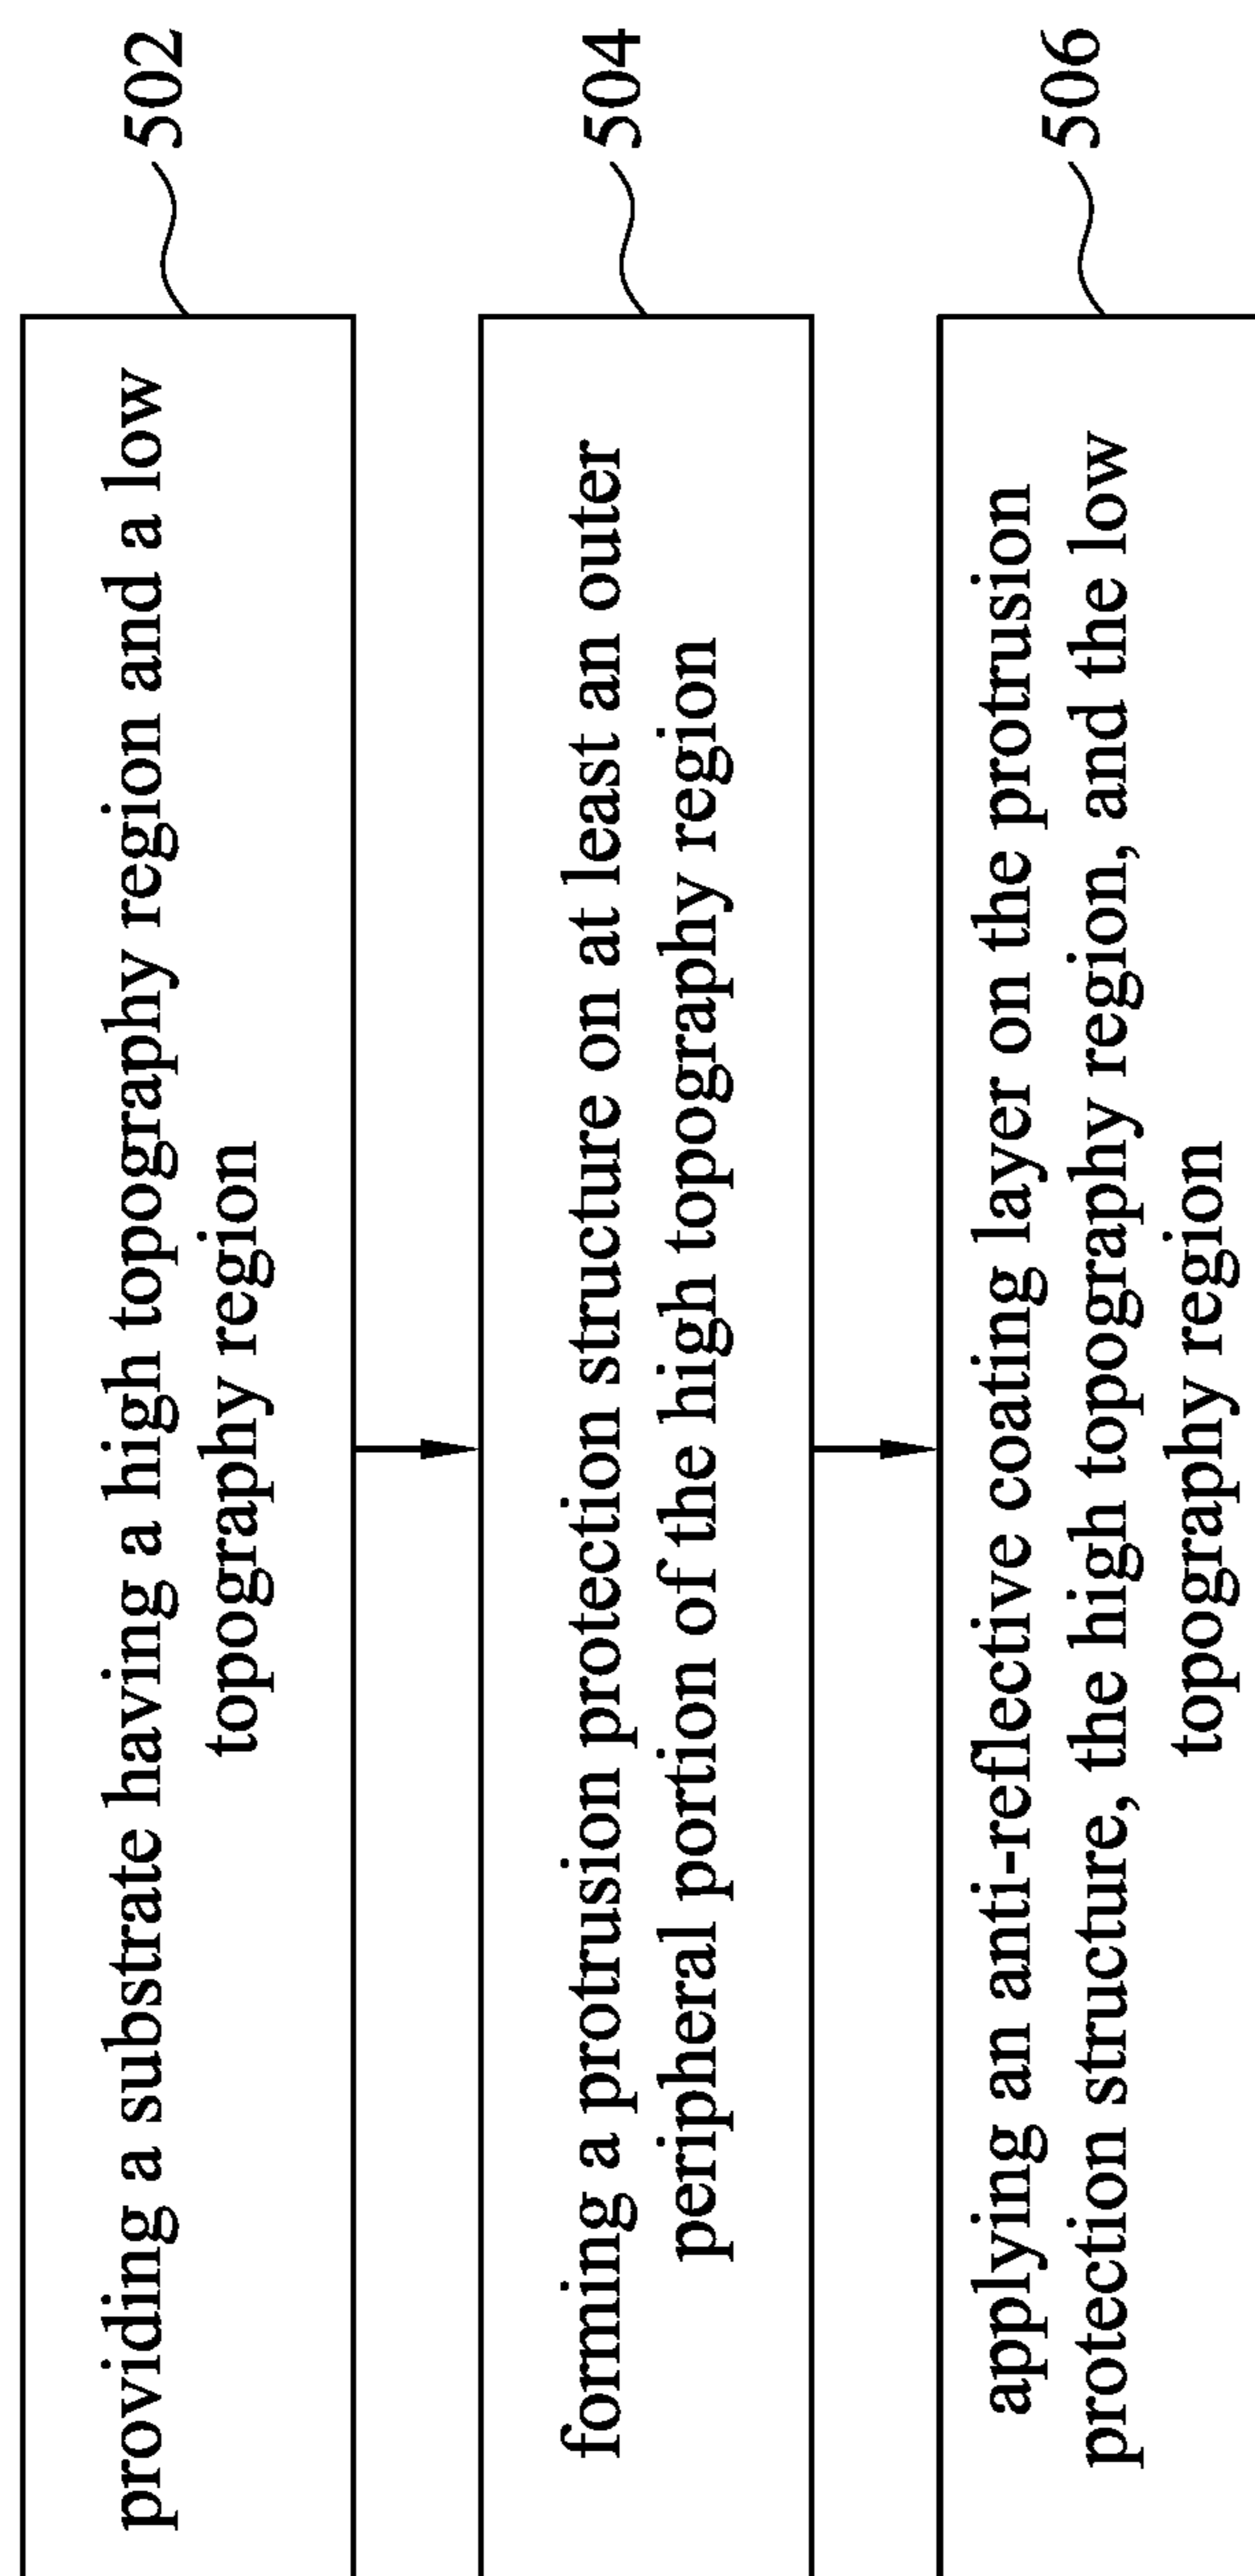 providing a substrate having a high topography region and a low
topography region
502
forming a protrusion protection structure on at least an outer
peripheral portion of the high topography region
504
applying an anti-reflective coating layer on the protrusion
protection structure, the high topography region, and the low
topography region
506